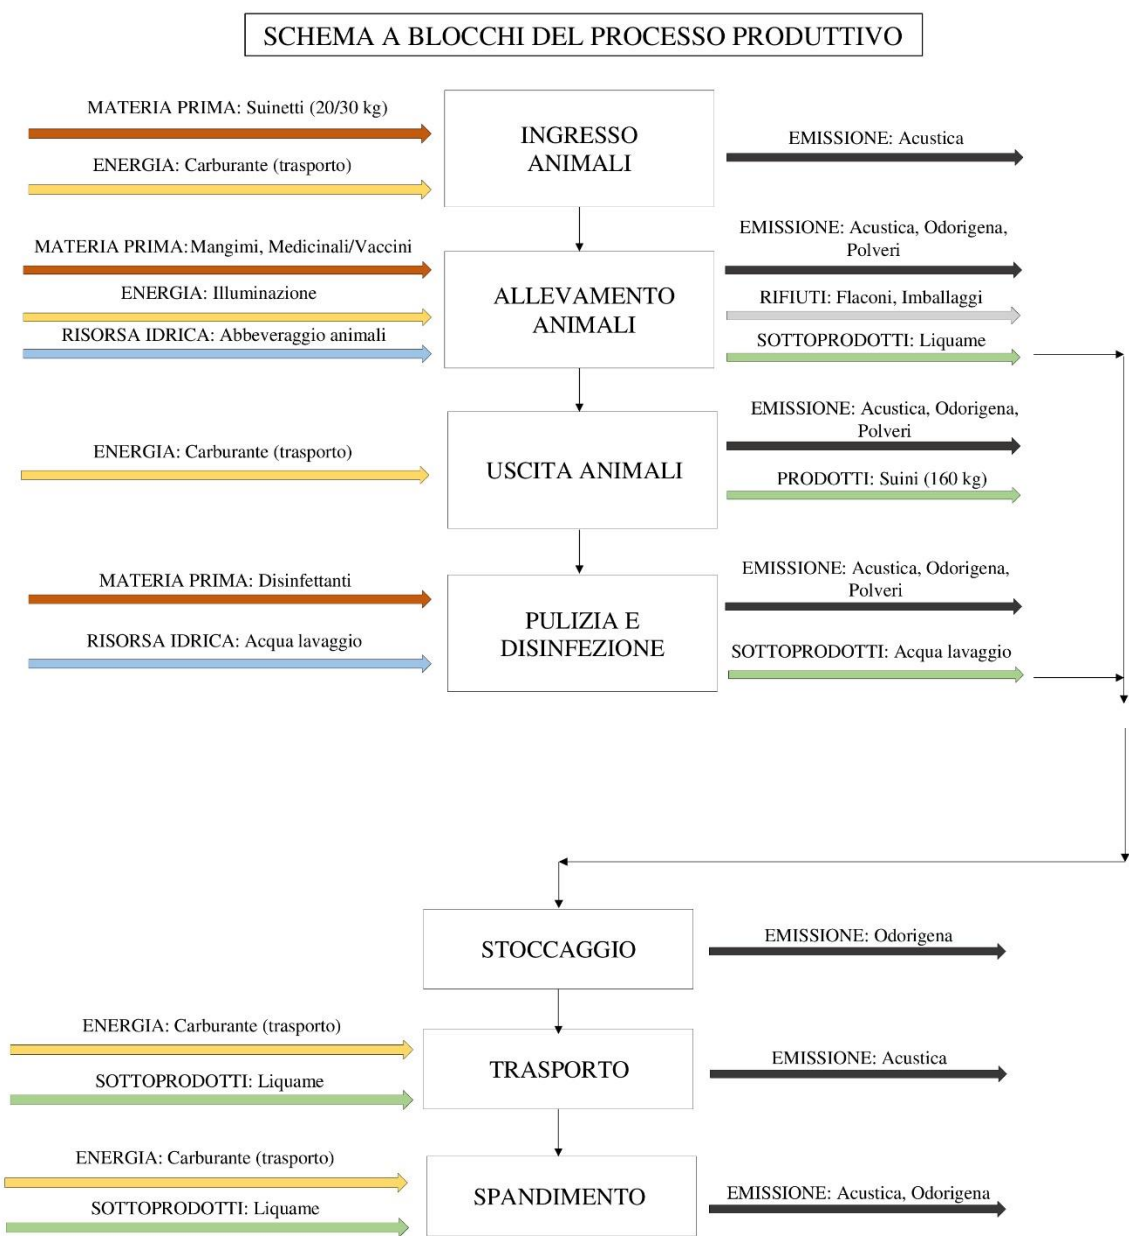 SCHEMA A BLOCCHI DEL PROCESSO PRODUTTIVO
MATERIA PRIMA: Suinetti (20/30 kg)
ENERGIA: Carburante (trasporto)
INGRESSO
ANIMALI
EMISSIONE: Acustica
MATERIA PRIMA:Mangimi, Medicinali/Vaccini
ENERGIA: Illuminazione
RISORSA IDRICA: Abbeveraggio animali
ALLEVAMENTO
ANIMALI
EMISSIONE: Acustica, Odorigena,
Polveri
RIFIUTI: Flaconi, Imballaggi
SOTTOPRODOTTI: Liquame
ENERGIA: Carburante (trasporto)
USCITA ANIMALI
EMISSIONE: Acustica, Odorigena,
Polveri
PRODOTTI: Suini (160 kg)
MATERIA PRIMA: Disinfettanti
RISORSA IDRICA: Acqua lavaggio
PULIZIA E
DISINFEZIONE
EMISSIONE: Acustica, Odorigena,
Polveri
SOTTOPRODOTTI: Acqua lavaggio
STOCCAGGIO
EMISSIONE: Odorigena
ENERGIA: Carburante (trasporto)
SOTTOPRODOTTI: Liquame
TRASPORTO
EMISSIONE: Acustica
ENERGIA: Carburante (trasporto)
SOTTOPRODOTTI: Liquame
SPANDIMENTO
EMISSIONE: Acustica, Odorigena